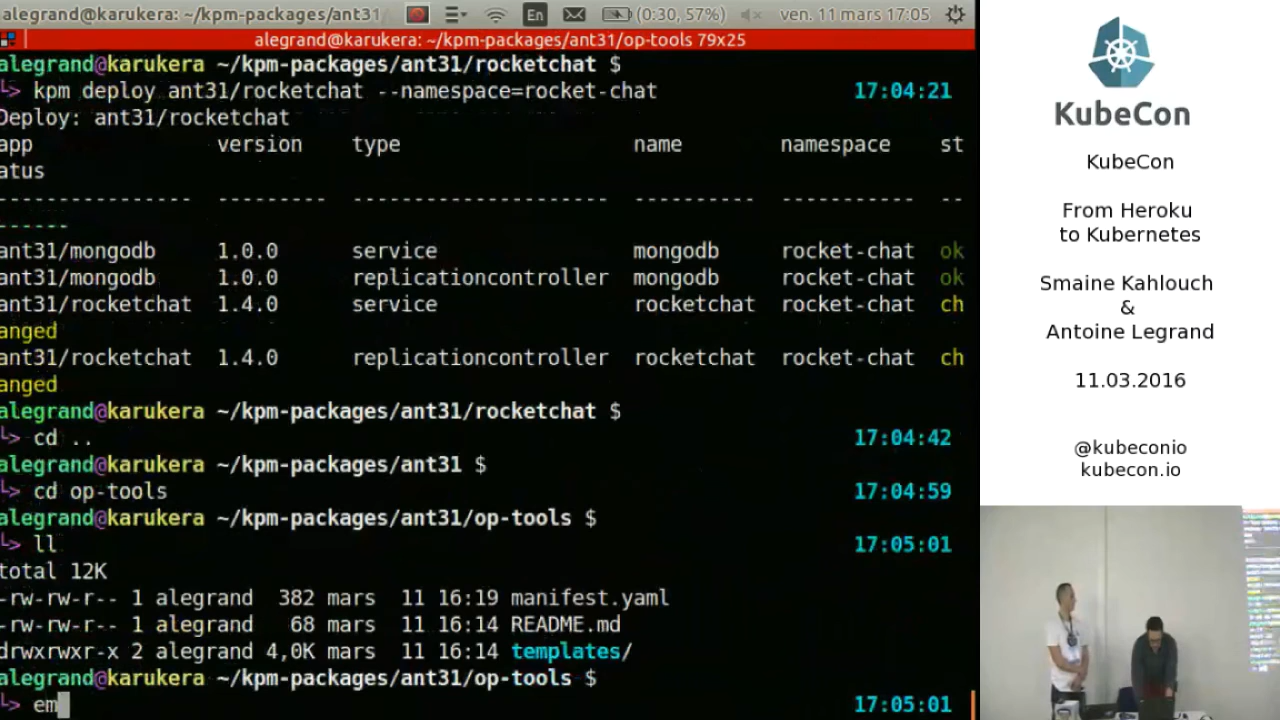 alegrand@karukera: ~/kpm-packages/ant31/ En (0:30, 57%) ven. 11 mars 17:05
alegrand@karukera: ~/kpm-packages/ant31/op-tools 79x25
alegrand@karukera ~/kpm-packages/ant31/rocketchat $
└> kpm deploy ant31/rocketchat --namespace=rocket-chat 17:04:21
Deploy: ant31/rocketchat
app version type name namespace st
atus
--------------- --------- --------------------- ---------- ----------- --
------
ant31/mongodb 1.0.0 service mongodb rocket-chat ok
ant31/mongodb 1.0.0 replicationcontroller mongodb rocket-chat ok
ant31/rocketchat 1.4.0 service rocketchat rocket-chat ch
anged
ant31/rocketchat 1.4.0 replicationcontroller rocketchat rocket-chat ch
anged
alegrand@karukera ~/kpm-packages/ant31/rocketchat $
└> cd .. 17:04:42
alegrand@karukera ~/kpm-packages/ant31 $
└> cd op-tools 17:04:59
alegrand@karukera ~/kpm-packages/ant31/op-tools $
└> ll 17:05:01
total 12K
-rw-rw-r-- 1 alegrand 382 mars 11 16:19 manifest.yaml
-rw-rw-r-- 1 alegrand 68 mars 11 16:14 README.md
drwxrwxr-x 2 alegrand 4,0K mars 11 16:14 templates/
alegrand@karukera ~/kpm-packages/ant31/op-tools $
└> em 17:05:01
KubeCon
KubeCon
From Heroku
to Kubernetes
Smaine Kahlouch
&
Antoine Legrand
11.03.2016
@kubeconio
kubecon.io